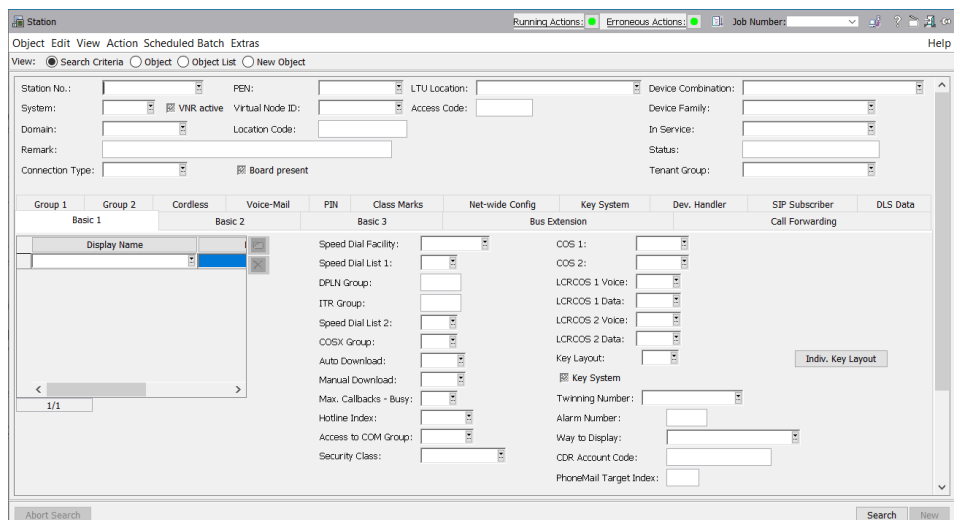 Station Running Actions: Erroneous Actions: Job Number:
Object Edit View Action Scheduled Batch Extras Help
View: Search Criteria Object Object List New Object
Station No.: PEN: LTU Location: Device Combination:
System: VNR active Virtual Node ID: Access Code: Device Family:
Domain: Location Code: In Service:
Remark: Status:
Connection Type: Board present Tenant Group:
Group 1 Group 2 Cordless Voice-Mail PIN Class Marks Net-wide Config Key System Dev. Handler SIP Subscriber DLS Data
Basic 1 Basic 2 Basic 3 Bus Extension Call Forwarding
Display Name Speed Dial Facility: COS 1:
Speed Dial List 1: COS 2:
DPLN Group: LCRCOS 1 Voice:
ITR Group: LCRCOS 1 Data:
Speed Dial List 2: LCRCOS 2 Voice:
COSX Group: LCRCOS 2 Data:
Auto Download: Key Layout: Indiv. Key Layout
Manual Download: Key System
Max. Callbacks - Busy: Twinning Number:
1/1
Hotline Index: Alarm Number:
Access to COM Group: Way to Display:
Security Class: CDR Account Code:
PhoneMail Target Index:
Abort Search Search New